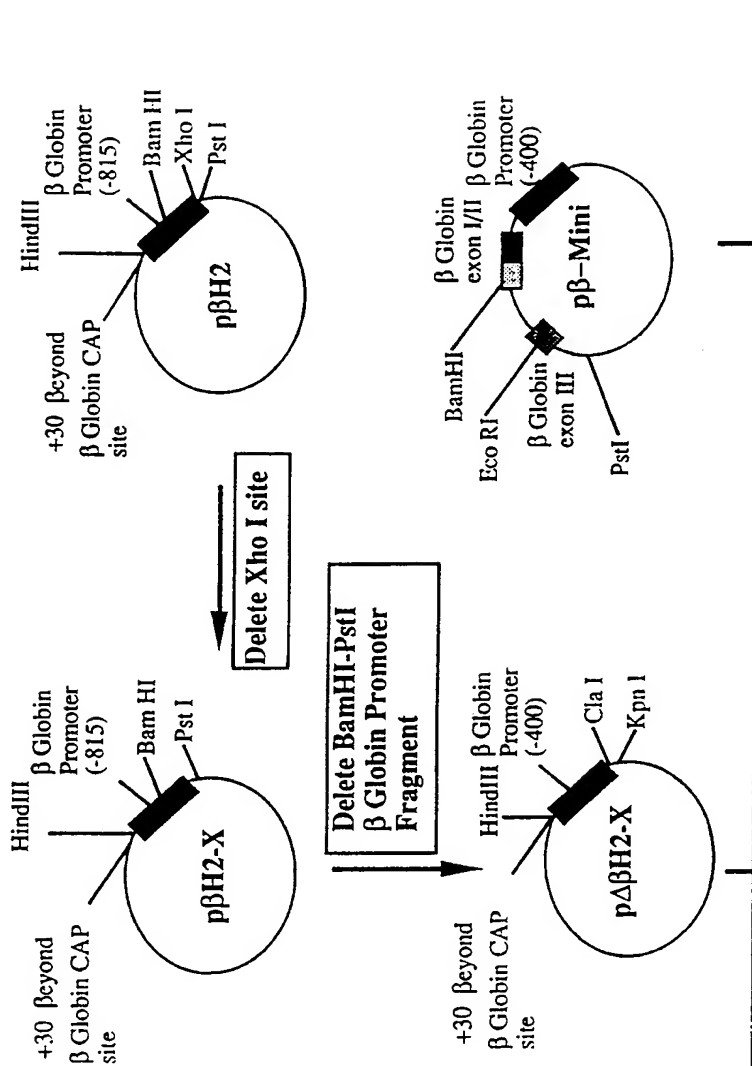 HindIII
β Globin
Promoter
(-815)
Bam HI
Xho I
Pst I
+30 βeyond
β Globin CAP
site
pβH2
Delete Xho I site
HindIII
β Globin
Promoter
(-815)
Bam HI
Pst I
+30 βeyond
β Globin CAP
site
pβH2-X
Delete BamHI-PstI
β Globin Promoter
Fragment
HindIII
β Globin
Promoter
(-400)
Cla I
Kpn I
+30 βeyond
β Globin CAP
site
pΔβH2-X
β Globin
exon I/II
β Globin
Promoter
(-400)
BamHI
Eco RI
β Globin
exon III
PstI
pβ-Mini